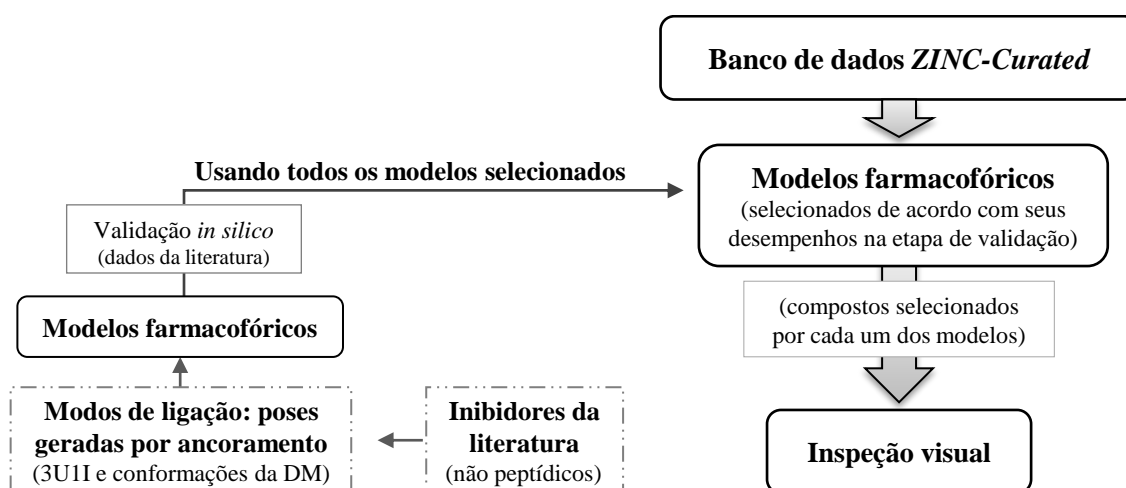 Banco de dados ZINC-Curated
Usando todos os modelos selecionados
Modelos farmacofóricos
(selecionados de acordo com seus
desempenhos na etapa de validação)
Validação in silico
(dados da literatura)
(compostos selecionados
por cada um dos modelos)
Modelos farmacofóricos
Modos de ligação: poses
geradas por ancoramento
(3U1I e conformações da DM)
Inibidores da
literatura
(não peptídicos)
Inspeção visual